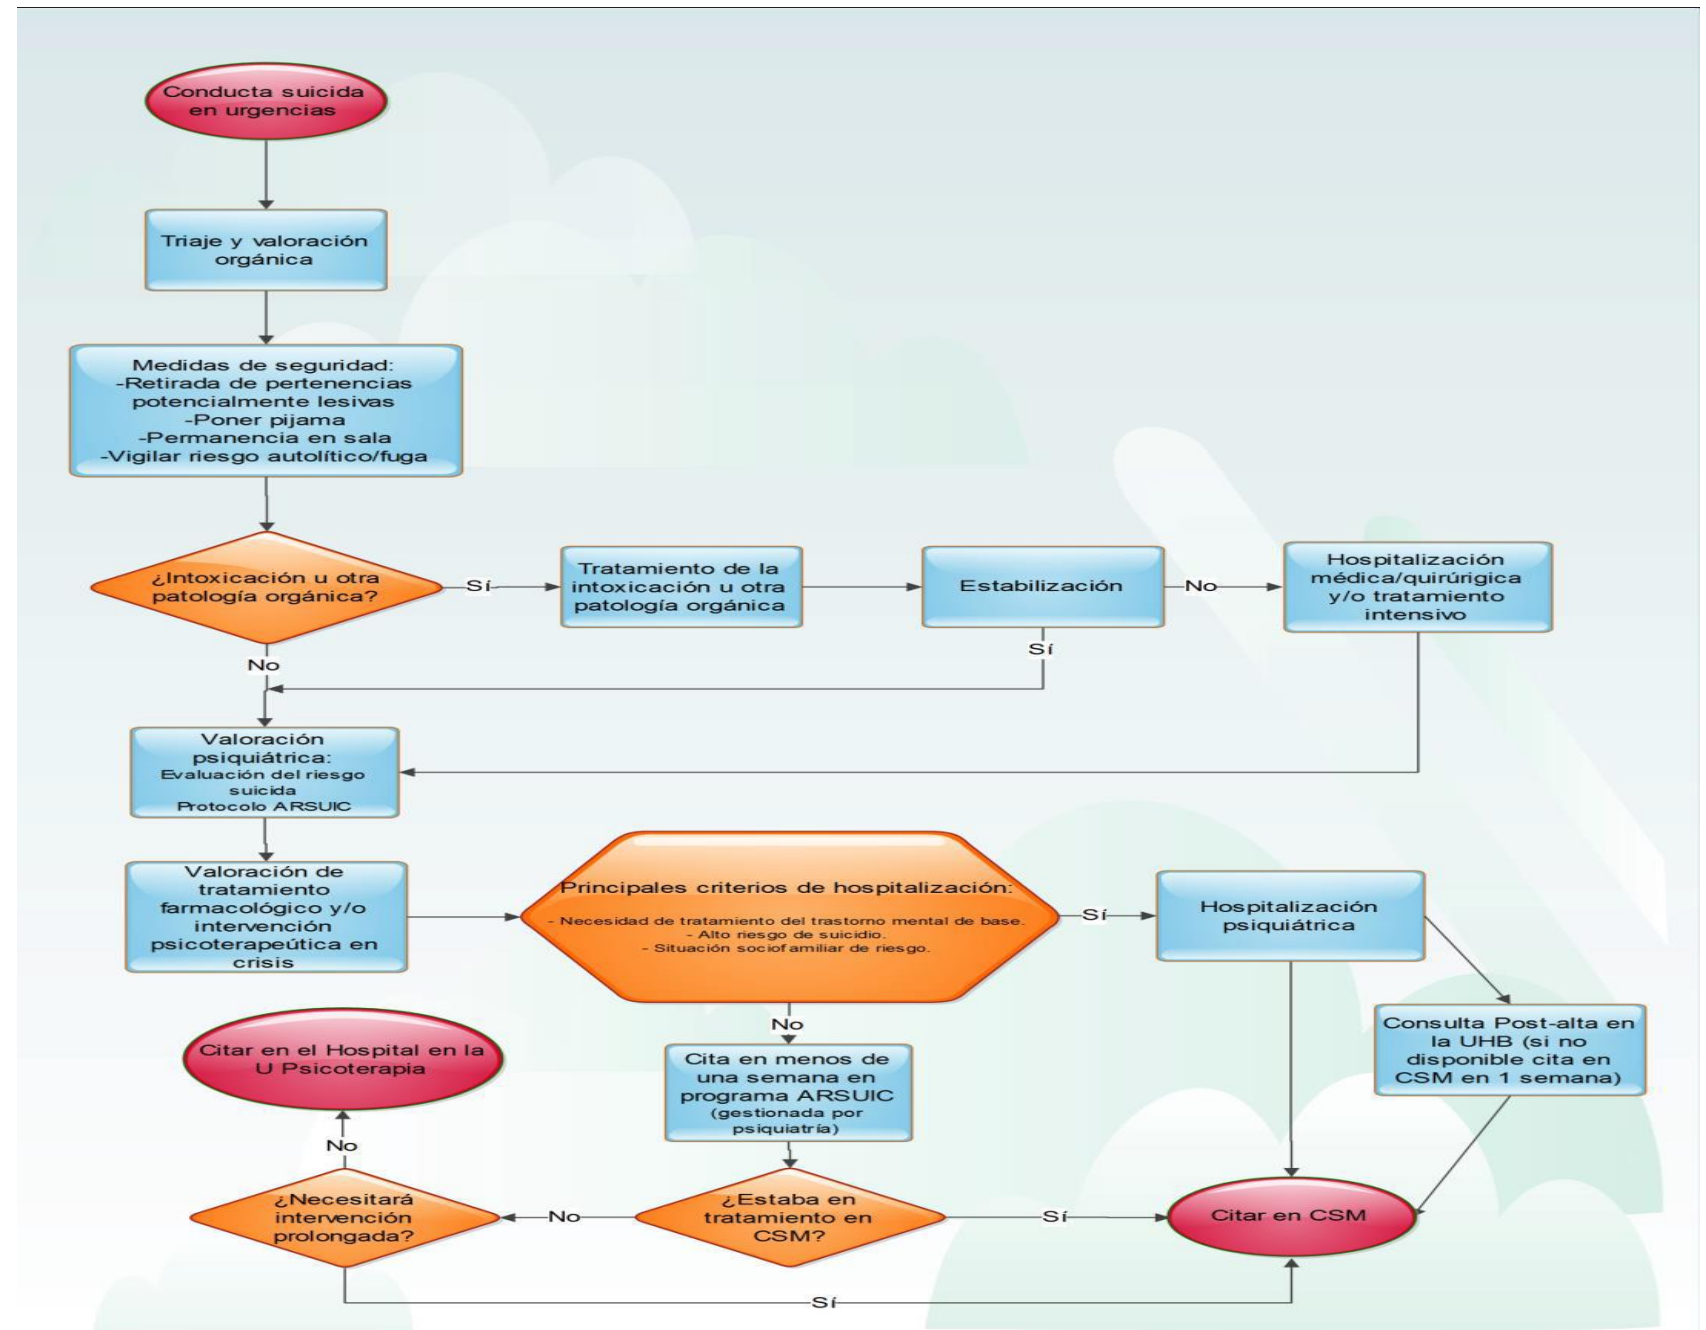 Conducta suicida
en urgencias
Triaje y valoración
orgánica
Medidas de seguridad:
-Retirada de pertenencias
potencialmente lesivas
-Poner pijama
-Permanencia en sala
-Vigilar riesgo autolítico/fuga
¿Intoxicación u otra
patología orgánica?
Sí
Tratamiento de la
intoxicación u otra
patología orgánica
Estabilización
No
Hospitalización
médica/quirúrigica
y/o tratamiento
intensivo
Sí
No
Valoración
psiquiátrica:
Evaluación del riesgo
suicida
Protocolo ARSUIC
Valoración de
tratamiento
farmacológico y/o
intervención
psicoterapeútica en
crisis
Principales criterios de hospitalización:
- Necesidad de tratamiento del trastorno mental de base.
- Alto riesgo de suicidio.
- Situación sociofamiliar de riesgo.
Sí
Hospitalización
psiquiátrica
No
Consulta Post-alta en
la UHB (si no
disponible cita en
CSM en 1 semana)
Cita en menos de
una semana en
programa ARSUIC
(gestionada por
psiquiatría)
Citar en el Hospital en la
U Psicoterapia
No
¿Necesitará
intervención
prolongada?
No
¿Estaba en
tratamiento en
CSM?
Sí
Citar en CSM
Sí